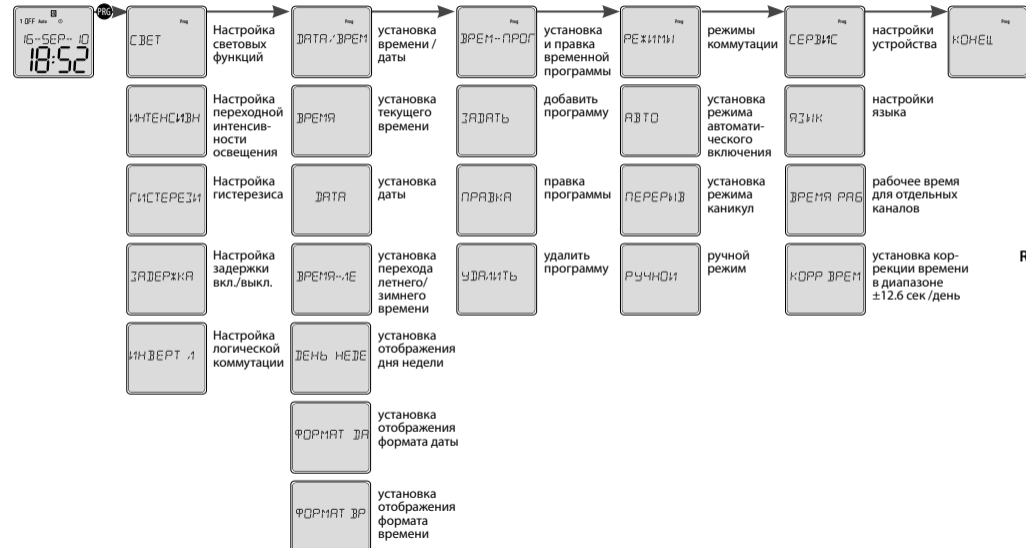 1 OFF Auto
16-SEP-10
18:52
PRG
Prog
СВЕТ
Настройка
световых
функций
Prog
DATA/ВРЕМ
установка
времени /
даты
Prog
ВРЕМ-ПРОГ
установка
и правка
временной
программы
Prog
РЕЖИМЫ
режимы
коммутации
Prog
СЕРВИС
настройки
устройства
Prog
КОНЕЦ
ИНТЕНСИВН
Настройка
переходной
интенсив-
ности
освещения
ВРЕМЯ
установка
текущего
времени
ЗАДАТЬ
добавить
программу
АВТО
установка
режима
автомати-
ческого
включения
ЯЗЫК
настройки
языка
ГИСТЕРЕЗИ
Настройка
гистерезиса
ДАТА
установка
даты
ПРАВКА
правка
программы
ПЕРЕРЫВ
установка
режима
каникул
ВРЕМЯ РАБ
рабочее время
для отдельных
каналов
ЗАДЕРЖКА
Настройка
задержки
вкл./выкл.
ВРЕМЯ-ЛЕ
установка
перехода
летнего/
зимнего
времени
УДАЛИТЬ
удалить
программу
РУЧНОЙ
ручной
режим
КОРР ВРЕМ
установка кор-
рекции времени
в диапазоне
±12.6 сек /день
R
ИНВЕРТ Л
Настройка
логической
коммутации
ДЕНЬ НЕДЕ
установка
отображения
дня недели
ФОРМАТ ДА
установка
отображения
формата даты
ФОРМАТ ВР
установка
отображения
формата
времени